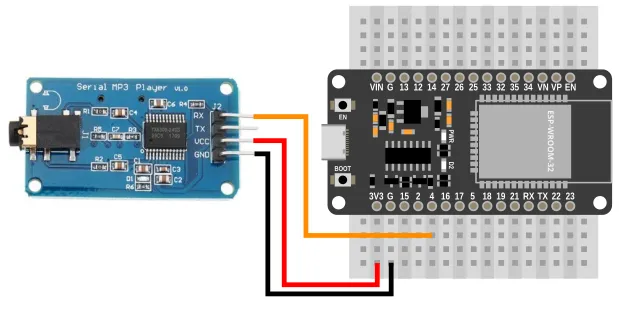 Serial MP3 Player v1.0
C6 R4 J2
R1 C4
RX
TX
VCC
GND
R5 C7 R3
R2 C5
C1 C3
D1 C2
R6
VIN G 13 12 14 27 26 25 33 32 35 34 VN VP EN
EN
PWR
D2
ESP-WROOM-32
BOOT
3V3 G 15 2 4 16 17 5 18 19 21 RX TX 22 23